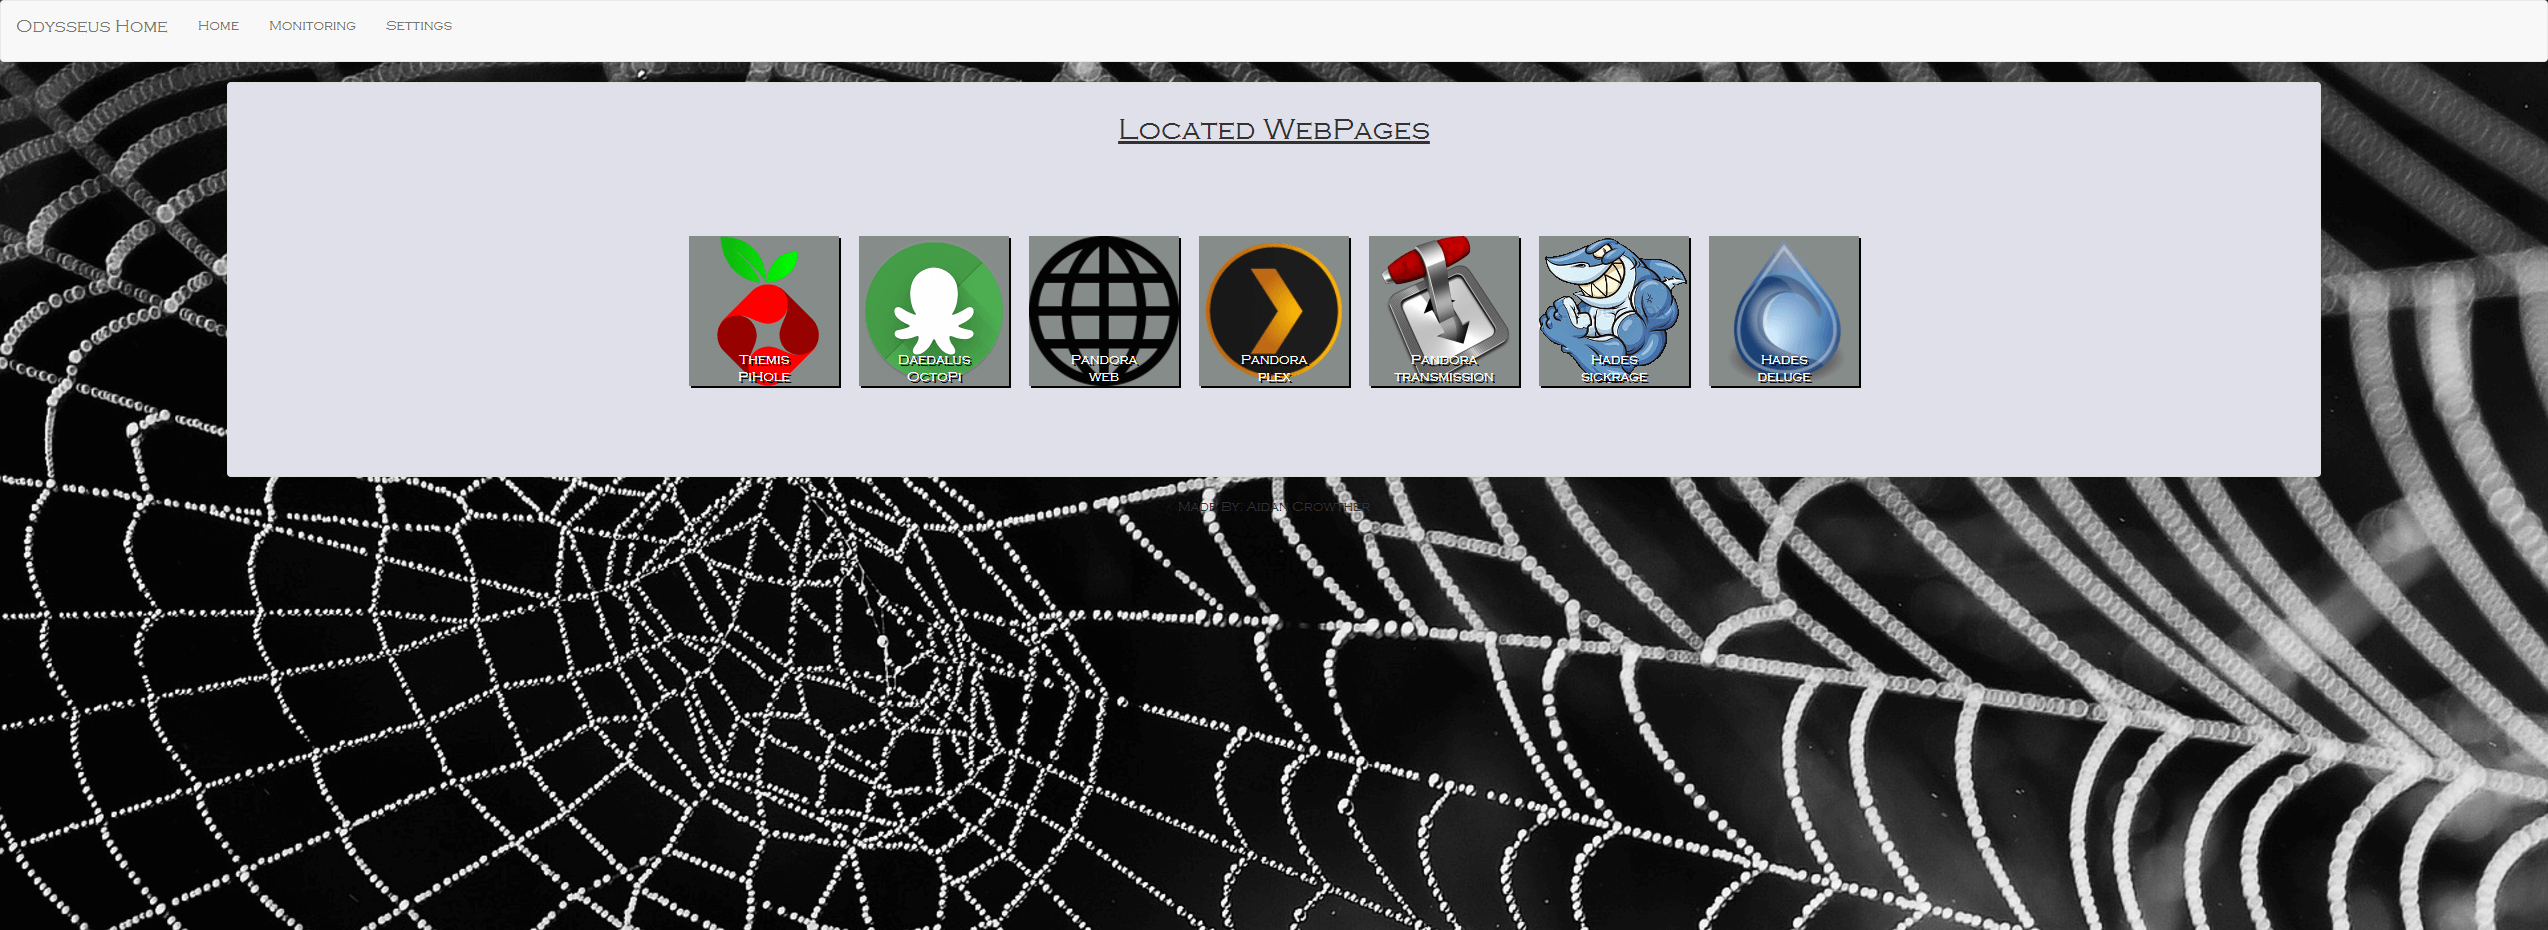 Odysseus Home
Home
Monitoring
Settings
Located WebPages
Themis
PiHole
Daedalus
OctoPi
Pandora
web
Pandora
plex
Pandora
transmission
Hades
sickrage
Hades
deluge
Made By: Aidan Crowther